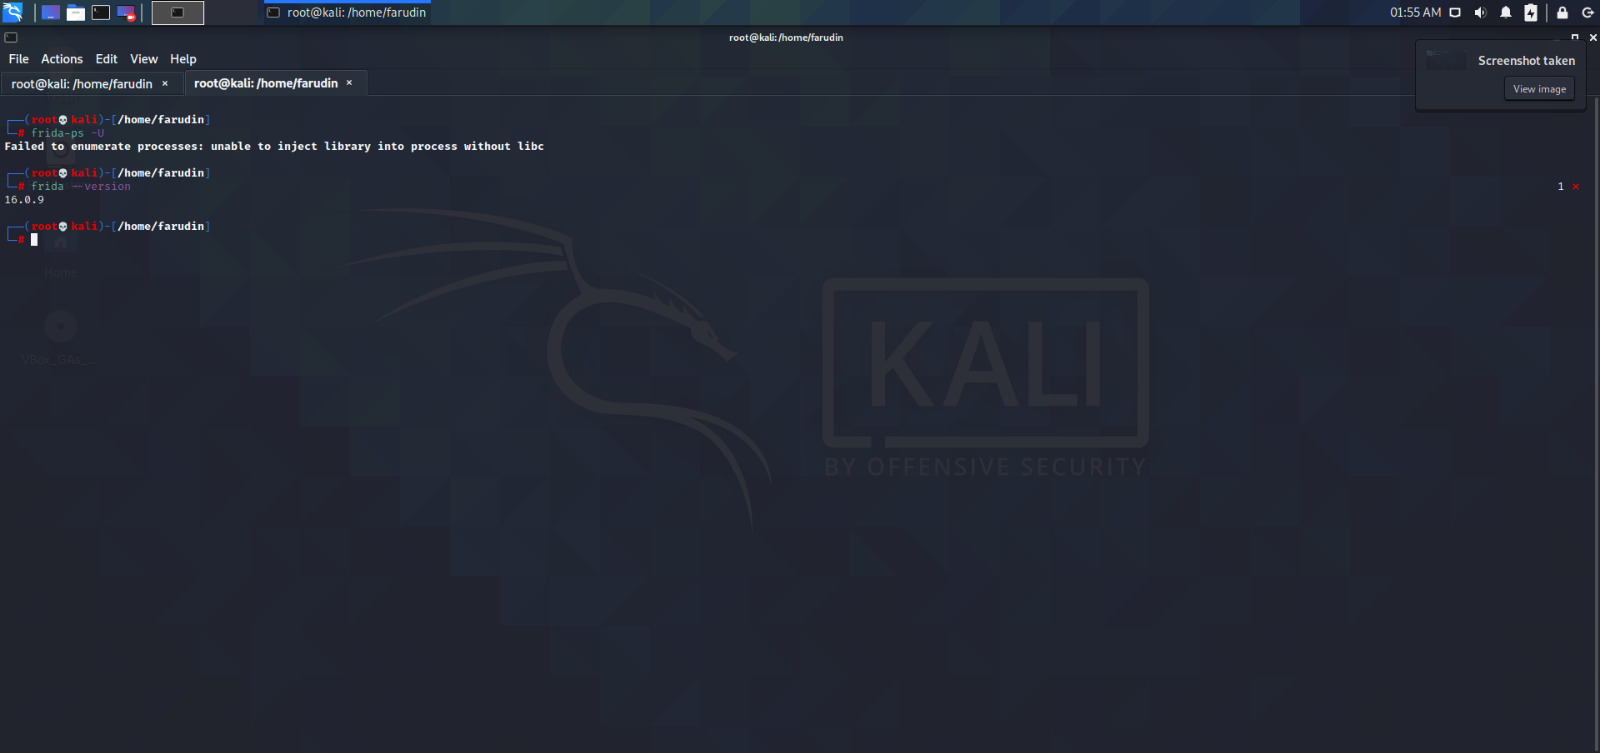 root@kali: /home/farudin
01:55 AM
root@kali: /home/farudin
File Actions Edit View Help
Screenshot taken
View image
root@kali: /home/farudin ×
root@kali: /home/farudin ×
┌──(root💀kali)-[/home/farudin]
└─# frida-ps -U
Failed to enumerate processes: unable to inject library into process without libc
┌──(root💀kali)-[/home/farudin]
└─# frida --version 1 ×
16.0.9
┌──(root💀kali)-[/home/farudin]
└─#
Home
VBox_GAs_...
KALI
BY OFFENSIVE SECURITY